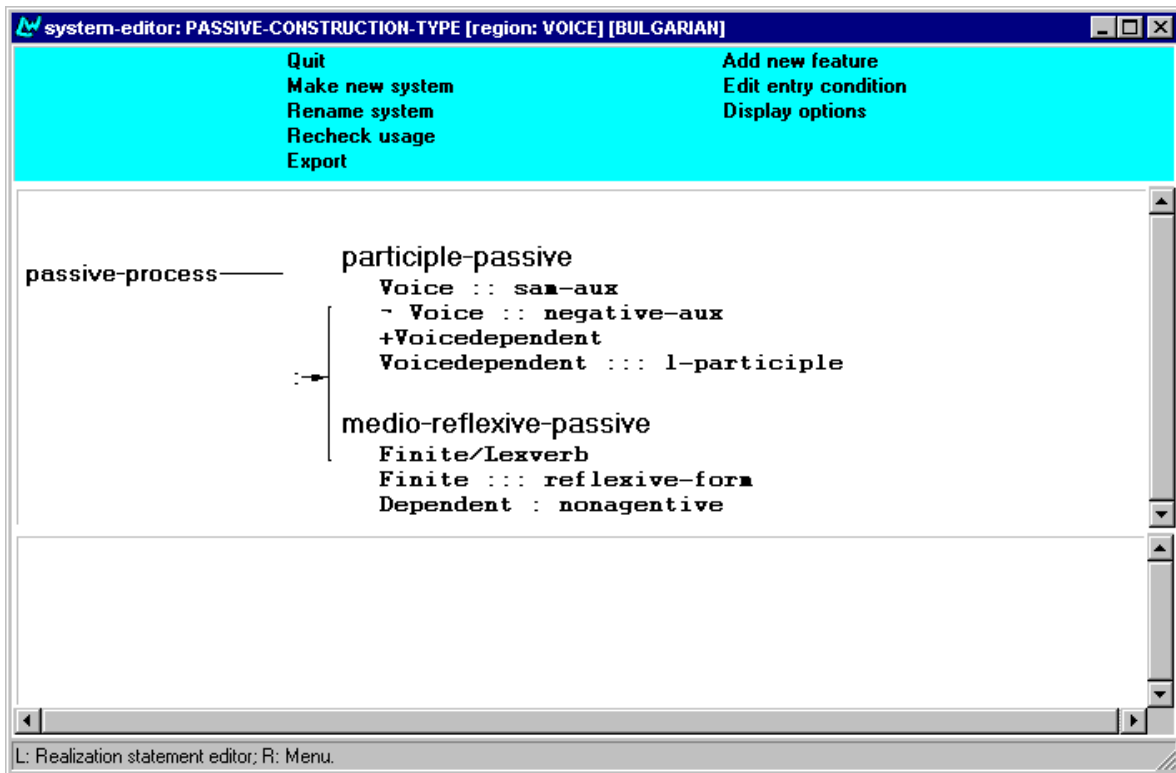 system-editor: PASSIVE-CONSTRUCTION-TYPE [region: VOICE] [BULGARIAN]
Quit
Make new system
Rename system
Recheck usage
Export
Add new feature
Edit entry condition
Display options
passive-process
participle-passive
Voice :: sam-aux
~ Voice :: negative-aux
+Voicedependent
Voicedependent ::: l-participle
:
medio-reflexive-passive
Finite/Lexverb
Finite ::: reflexive-form
Dependent : nonagentive
L: Realization statement editor; R: Menu.